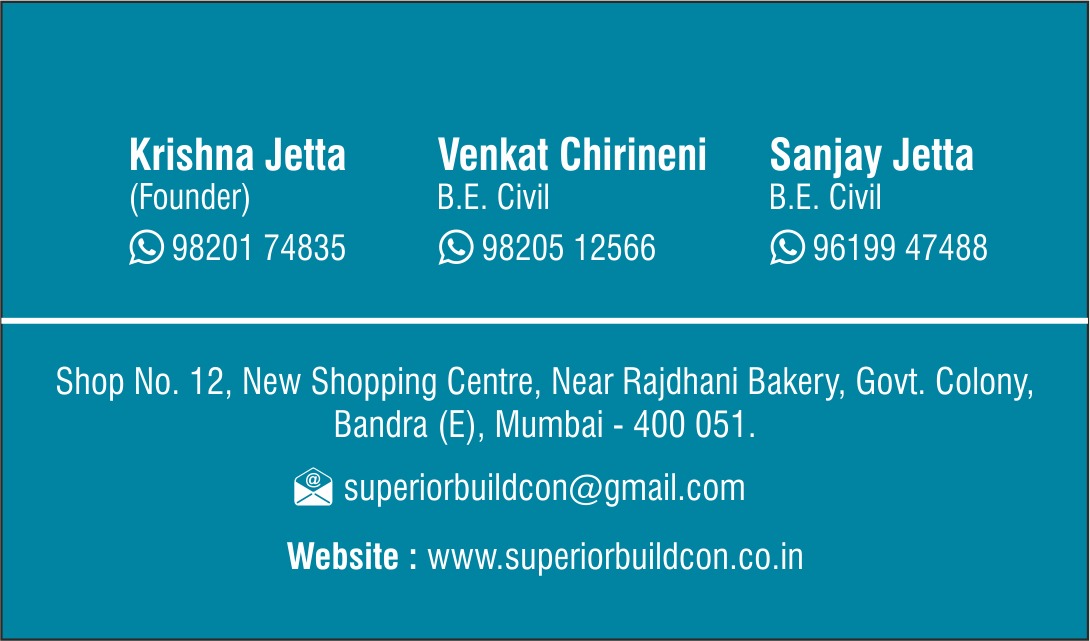 Krishna Jetta
(Founder)
98201 74835
Venkat Chirineni
B.E. Civil
98205 12566
Sanjay Jetta
B.E. Civil
96199 47488
Shop No. 12, New Shopping Centre, Near Rajdhani Bakery, Govt. Colony,
Bandra (E), Mumbai - 400 051.
superiorbuildcon@gmail.com
Website : www.superiorbuildcon.co.in